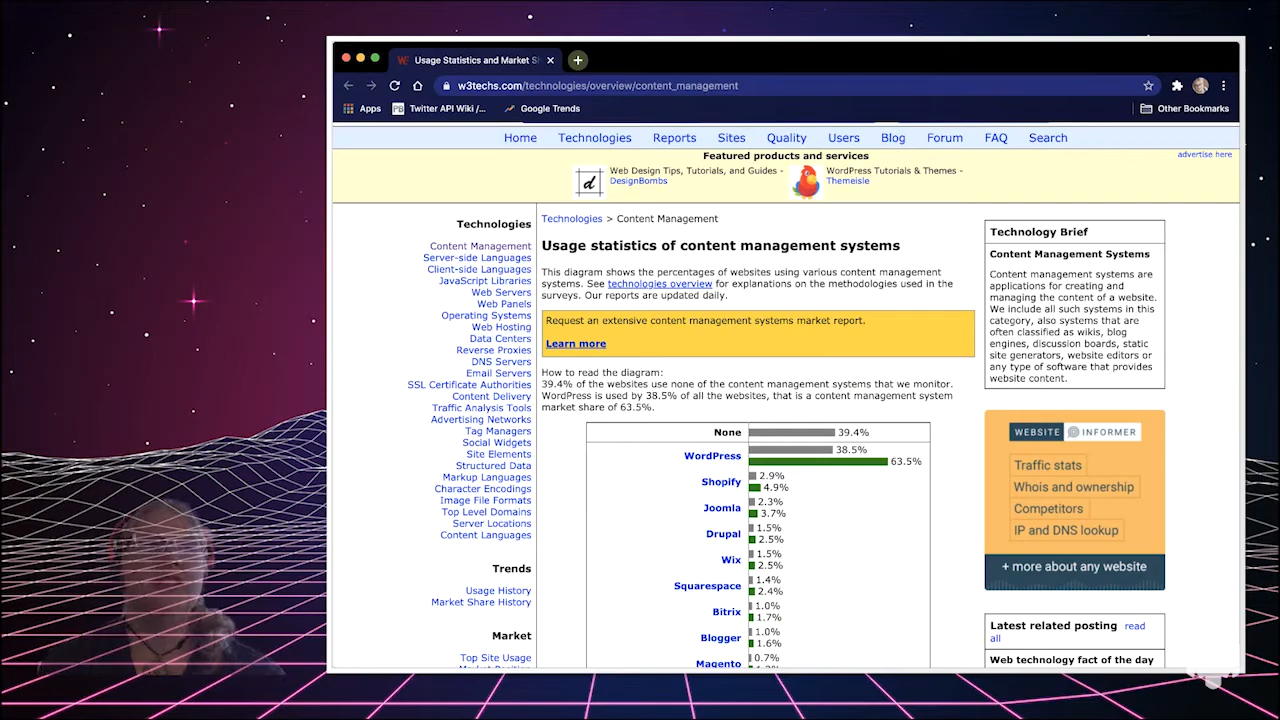 Usage Statistics and Market S
w3techs.com/technologies/overview/content_management
Apps
PB
Twitter API Wiki /...
Google Trends
Other Bookmarks
Home
Technologies
Reports
Sites
Quality
Users
Blog
Forum
FAQ
Search
Featured products and services
advertise here
d
Web Design Tips, Tutorials, and Guides -
DesignBombs
WordPress Tutorials & Themes -
Themeisle
Technologies
Content Management
Server-side Languages
Client-side Languages
JavaScript Libraries
Web Servers
Web Panels
Operating Systems
Web Hosting
Data Centers
Reverse Proxies
DNS Servers
Email Servers
SSL Certificate Authorities
Content Delivery
Traffic Analysis Tools
Advertising Networks
Tag Managers
Social Widgets
Site Elements
Structured Data
Markup Languages
Character Encodings
Image File Formats
Top Level Domains
Server Locations
Content Languages
Trends
Usage History
Market Share History
Market
Top Site Usage
Technologies > Content Management
Usage statistics of content management systems
This diagram shows the percentages of websites using various content management
systems. See technologies overview for explanations on the methodologies used in the
surveys. Our reports are updated daily.
Request an extensive content management systems market report.
Learn more
How to read the diagram:
39.4% of the websites use none of the content management systems that we monitor.
WordPress is used by 38.5% of all the websites, that is a content management system
market share of 63.5%.
None 39.4%
WordPress 38.5%
63.5%
Shopify 2.9%
4.9%
Joomla 2.3%
3.7%
Drupal 1.5%
2.5%
Wix 1.5%
2.5%
Squarespace 1.4%
2.4%
Bitrix 1.0%
1.7%
Blogger 1.0%
1.6%
Magento 0.7%
Technology Brief
Content Management Systems
Content management systems are
applications for creating and
managing the content of a website.
We include all such systems in this
category, also systems that are
often classified as wikis, blog
engines, discussion boards, static
site generators, website editors or
any type of software that provides
website content.
WEBSITE INFORMER
Traffic stats
Whois and ownership
Competitors
IP and DNS lookup
+ more about any website
Latest related posting read
all
Web technology fact of the day